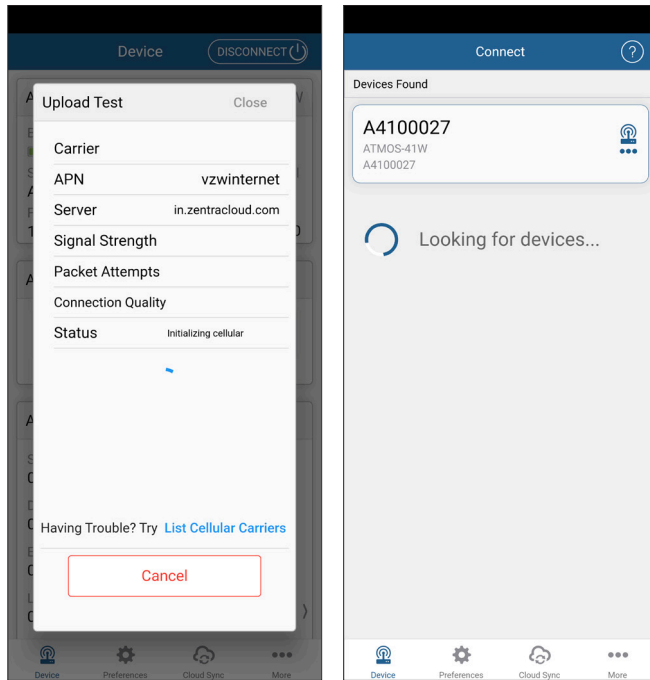 Device
DISCONNECT
Upload Test Close
Carrier
APN vzwinternet
Server in.zentracloud.com
Signal Strength
Packet Attempts
Connection Quality
Status Initializing cellular
Having Trouble? Try List Cellular Carriers
Cancel
Device Preferences Cloud Sync More
Connect ?
Devices Found
A4100027
ATMOS-41W
A4100027
Looking for devices...
Device Preferences Cloud Sync More